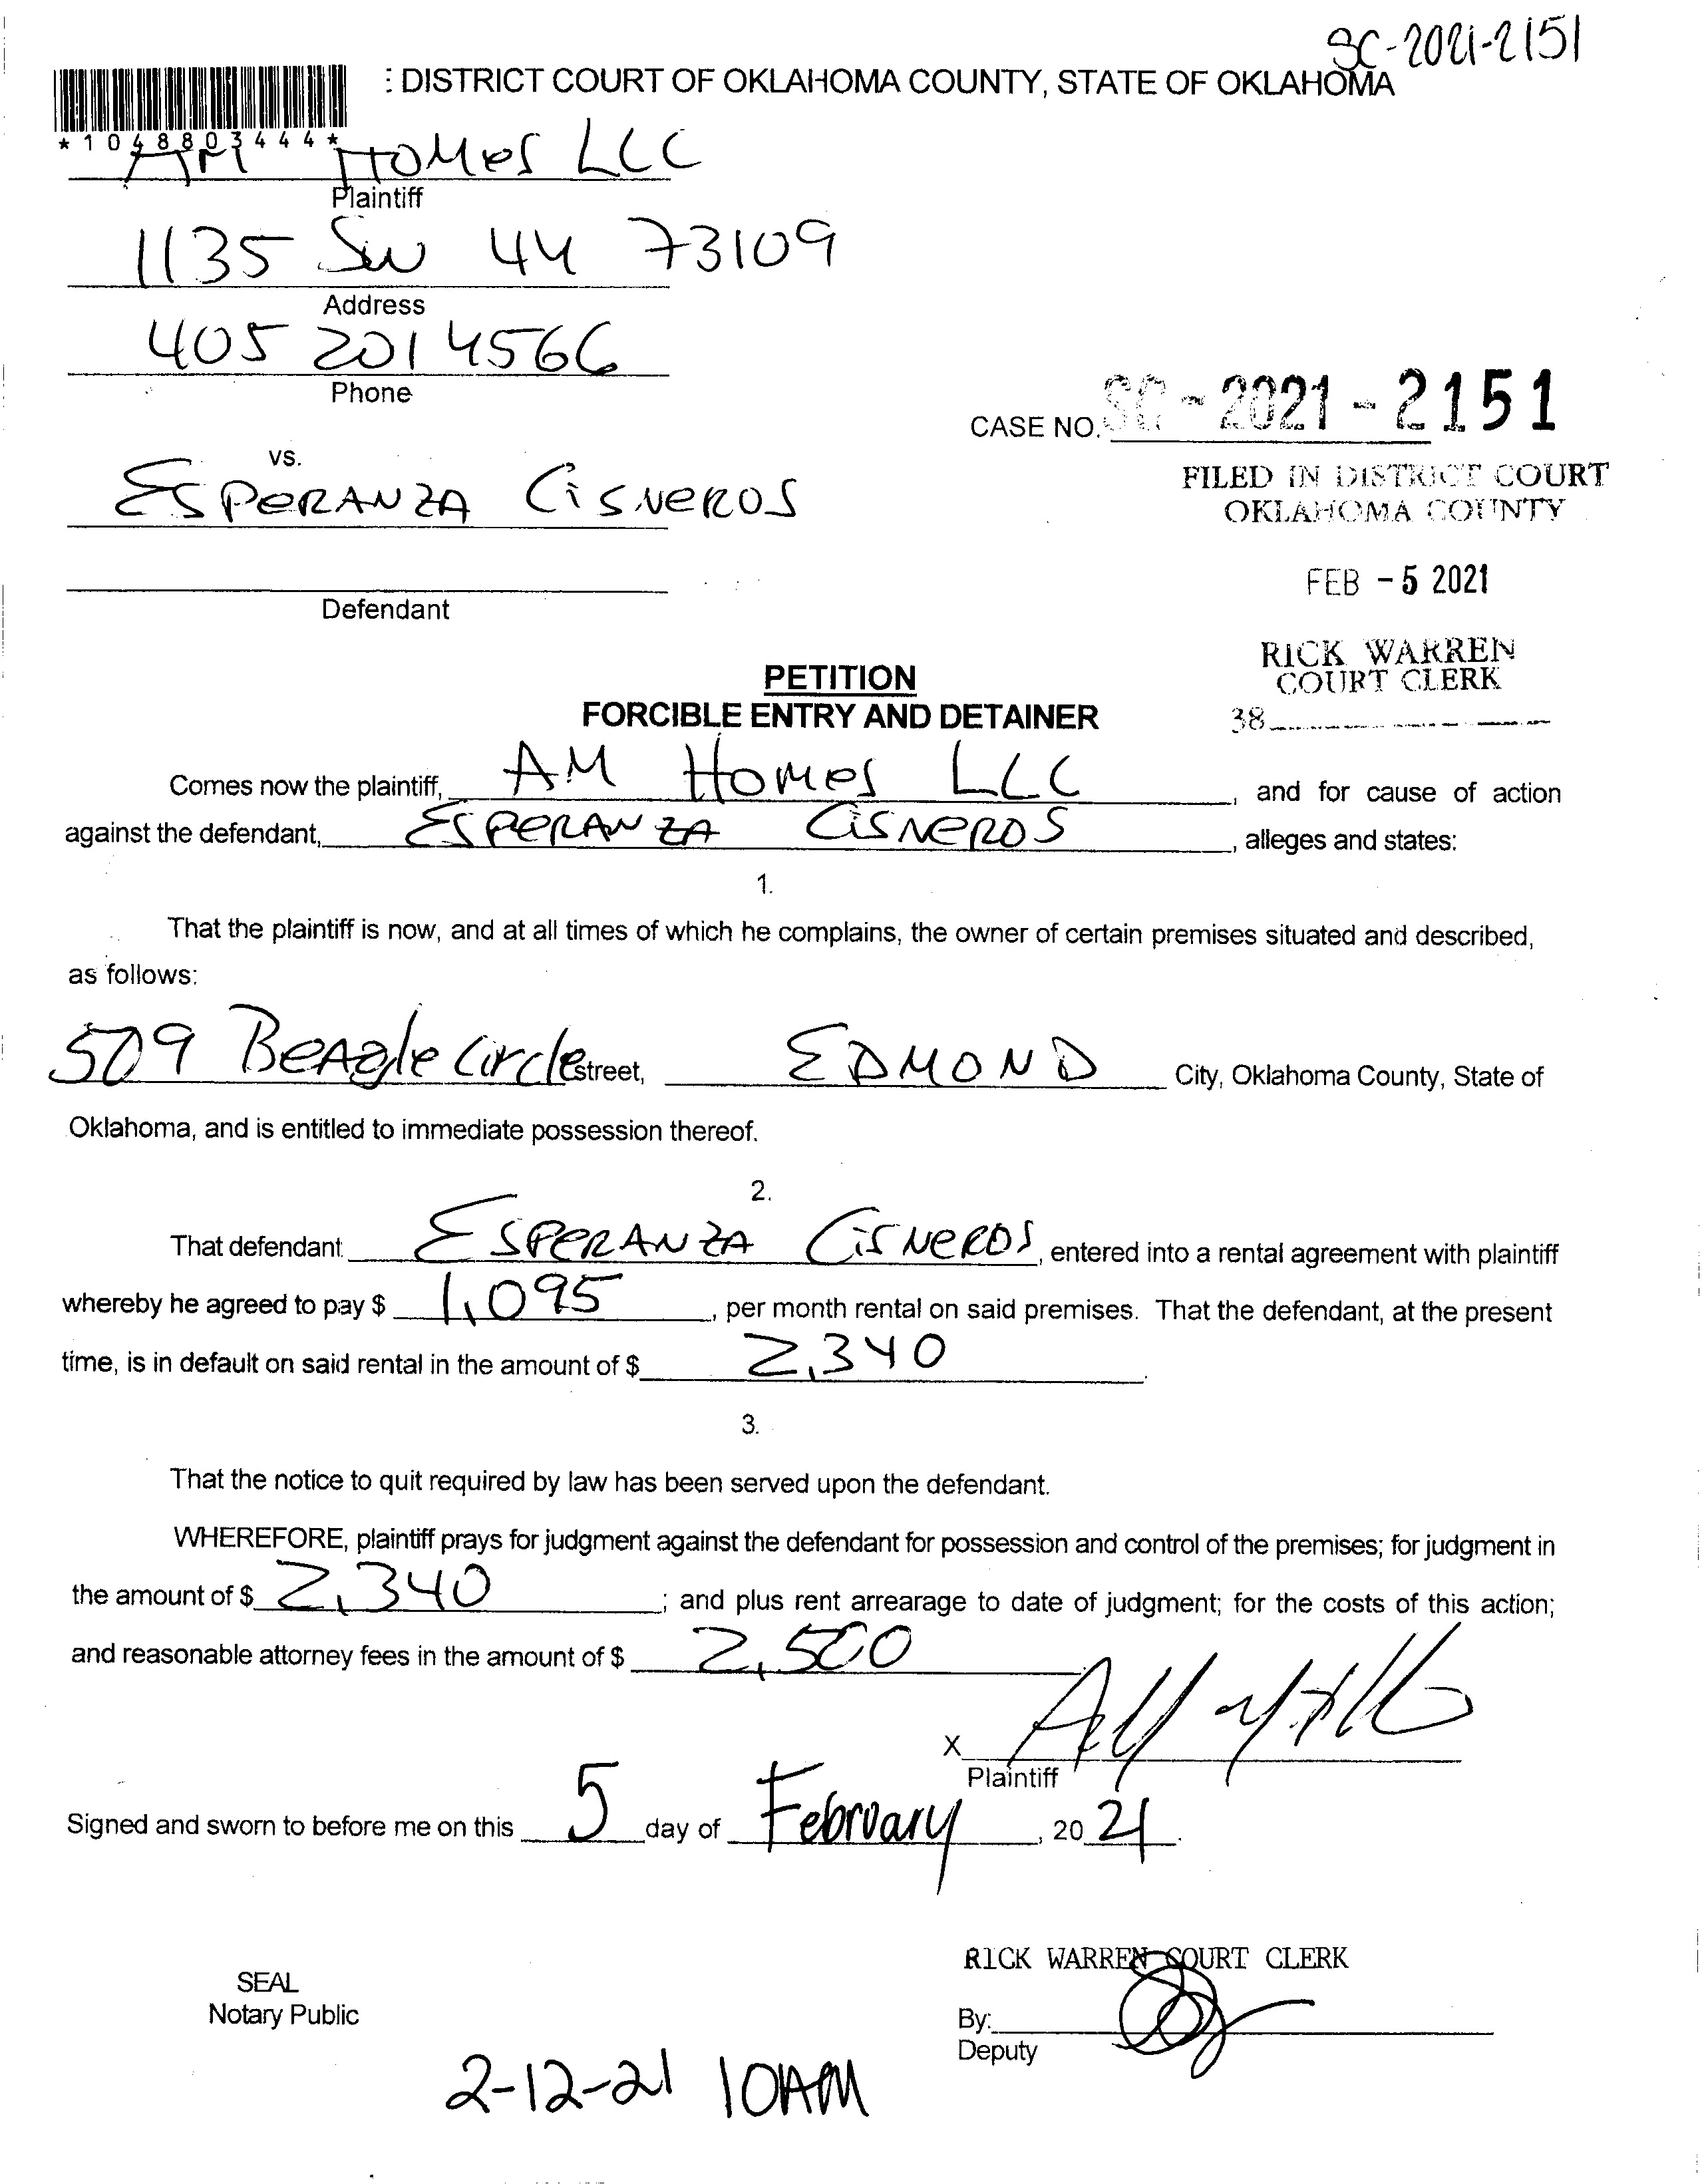 SC-2021-2151
: DISTRICT COURT OF OKLAHOMA COUNTY, STATE OF OKLAHOMA
*1048803444*
AM Homes LLC
Plaintiff
1135 SW 44 73109
Address
405 201 4566
Phone
CASE NO. SC-2021-2151
vs.
FILED IN DISTRICT COURT
OKLAHOMA COUNTY
ESPERANZA CiSNeROS
FEB -5 2021
Defendant
RICK WARREN
COURT CLERK
38
PETITION
FORCIBLE ENTRY AND DETAINER
Comes now the plaintiff, AM Homes LLC, and for cause of action
against the defendant, ESPERANZA CiSNEROS, alleges and states:
1.
That the plaintiff is now, and at all times of which he complains, the owner of certain premises situated and described,
as follows:
509 Beagle Circle street, EDMOND City, Oklahoma County, State of
Oklahoma, and is entitled to immediate possession thereof.
2.
That defendant ESPERANZA CiSNEROS, entered into a rental agreement with plaintiff
whereby he agreed to pay $ 1,095, per month rental on said premises. That the defendant, at the present
time, is in default on said rental in the amount of $ 2,340.
3.
That the notice to quit required by law has been served upon the defendant.
WHEREFORE, plaintiff prays for judgment against the defendant for possession and control of the premises; for judgment in
the amount of $ 2,340; and plus rent arrearage to date of judgment; for the costs of this action;
and reasonable attorney fees in the amount of $ 2,500.
X
Plaintiff
Signed and sworn to before me on this 5 day of February, 20 21.
RICK WARREN COURT CLERK
SEAL
Notary Public
By:
Deputy
2-12-21 10AM